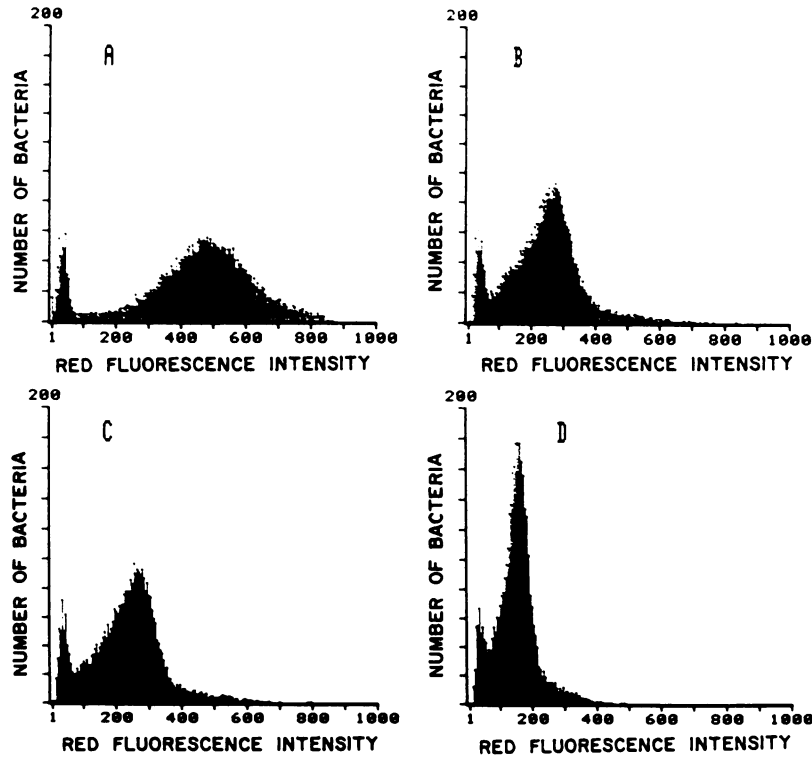 200
A
NUMBER OF BACTERIA
1 200 400 600 800 1000
RED FLUORESCENCE INTENSITY
200
B
NUMBER OF BACTERIA
1 200 400 600 800 1000
RED FLUORESCENCE INTENSITY
200
C
NUMBER OF BACTERIA
1 200 400 600 800 1000
RED FLUORESCENCE INTENSITY
200
D
NUMBER OF BACTERIA
1 200 400 600 800 1000
RED FLUORESCENCE INTENSITY